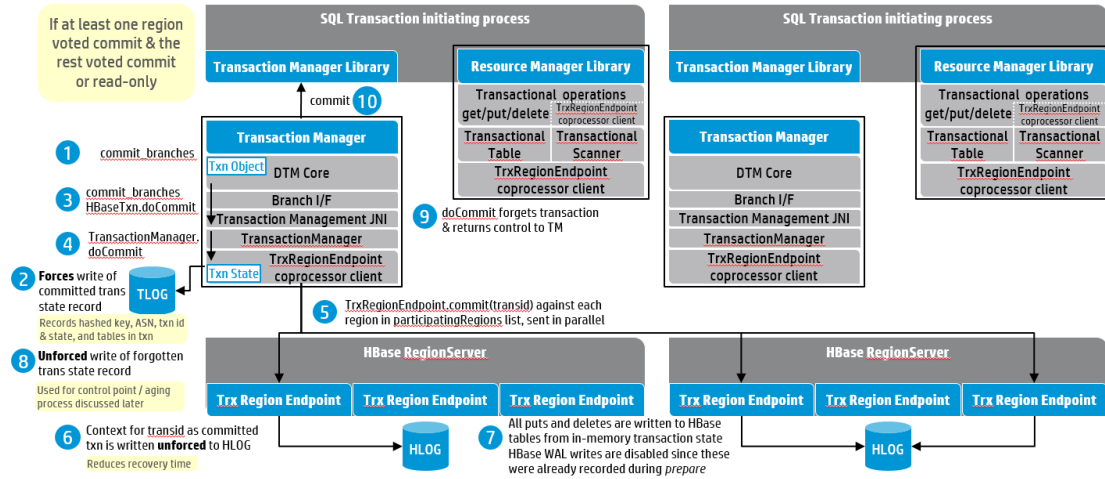 If at least one region
voted commit & the
rest voted commit
or read-only
SQL Transaction initiating process
Transaction Manager Library
Resource Manager Library
Transactional operations
get/put/delete
TrxRegionEndpoint
coprocessor client
Transactional
Table
Transactional
Scanner
TrxRegionEndpoint
coprocessor client
commit 10
Transaction Manager
Txn Object
DTM Core
Branch I/F
Transaction Management JNI
TransactionManager
TrxRegionEndpoint
coprocessor client
Txn State
1 commit_branches
3 commit_branches
HBaseTxn.doCommit
4 TransactionManager.
doCommit
2 Forces write of
committed trans
state record
TLOG
Records hashed key, ASN, txn id
& state, and tables in txn
8 Unforced write of forgotten
trans state record
Used for control point / aging
process discussed later
9 doCommit forgets transaction
& returns control to TM
5 TrxRegionEndpoint.commit(transid) against each
region in participatingRegions list, sent in parallel
HBase RegionServer
Trx Region Endpoint
Trx Region Endpoint
Trx Region Endpoint
6 Context for transid as committed
txn is written unforced to HLOG
Reduces recovery time
HLOG
7 All puts and deletes are written to HBase
tables from in-memory transaction state
HBase WAL writes are disabled since these
were already recorded during prepare
SQL Transaction initiating process
Transaction Manager Library
Resource Manager Library
Transactional operations
get/put/delete
TrxRegionEndpoint
coprocessor client
Transactional
Table
Transactional
Scanner
TrxRegionEndpoint
coprocessor client
Transaction Manager
DTM Core
Branch I/F
Transaction Management JNI
TransactionManager
TrxRegionEndpoint
coprocessor client
HBase RegionServer
Trx Region Endpoint
Trx Region Endpoint
Trx Region Endpoint
HLOG